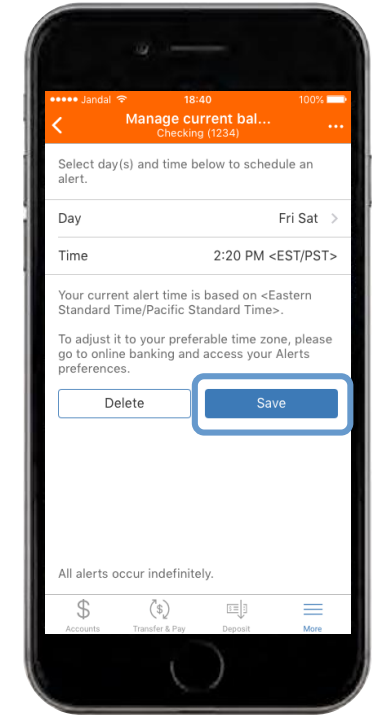 Jandal 18:40 100%
Manage current bal...
Checking (1234)
Select day(s) and time below to schedule an
alert.
Day Fri Sat >
Time 2:20 PM <EST/PST>
Your current alert time is based on <Eastern
Standard Time/Pacific Standard Time>.
To adjust it to your preferable time zone, please
go to online banking and access your Alerts
preferences.
Delete Save
All alerts occur indefinitely.
Accounts Transfer & Pay Deposit More